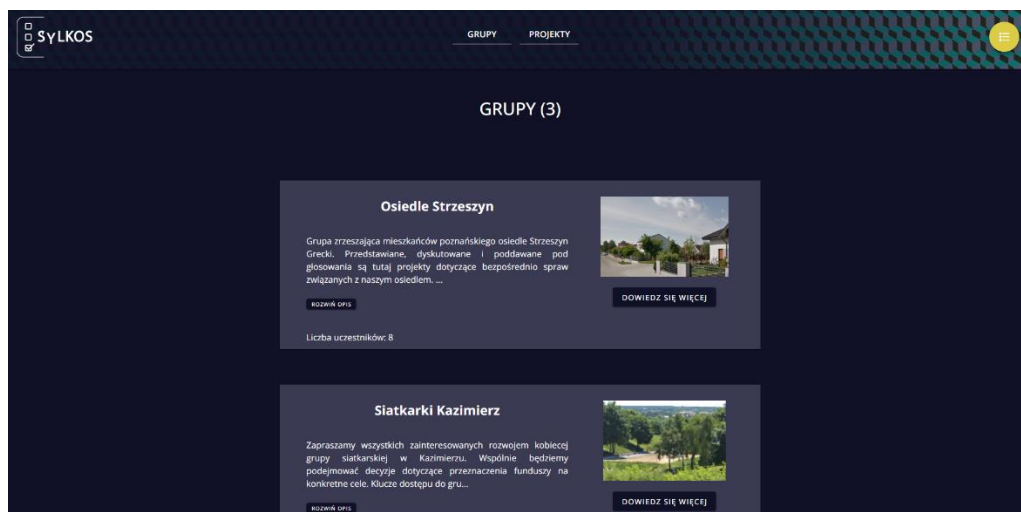 SYLKOS
GRUPY PROJEKTY
GRUPY (3)
Osiedle Strzeszyn
Grupa zrzeszająca mieszkańców poznańskiego osiedle Strzeszyn
Grecki. Przedstawiane, dyskutowane i poddawane pod
głosowania są tutaj projekty dotyczące bezpośrednio spraw
związanych z naszym osiedlem. ...
ROZWIŃ OPIS
DOWIEDZ SIĘ WIĘCEJ
Liczba uczestników: 8
Siatkarki Kazimierz
Zapraszamy wszystkich zainteresowanych rozwojem kobiecej
grupy siatkarskiej w Kazimierzu. Wspólnie będziemy
podejmować decyzje dotyczące przeznaczenia funduszy na
konkretne cele. Klucze dostępu do gru...
ROZWIŃ OPIS
DOWIEDZ SIĘ WIĘCEJ